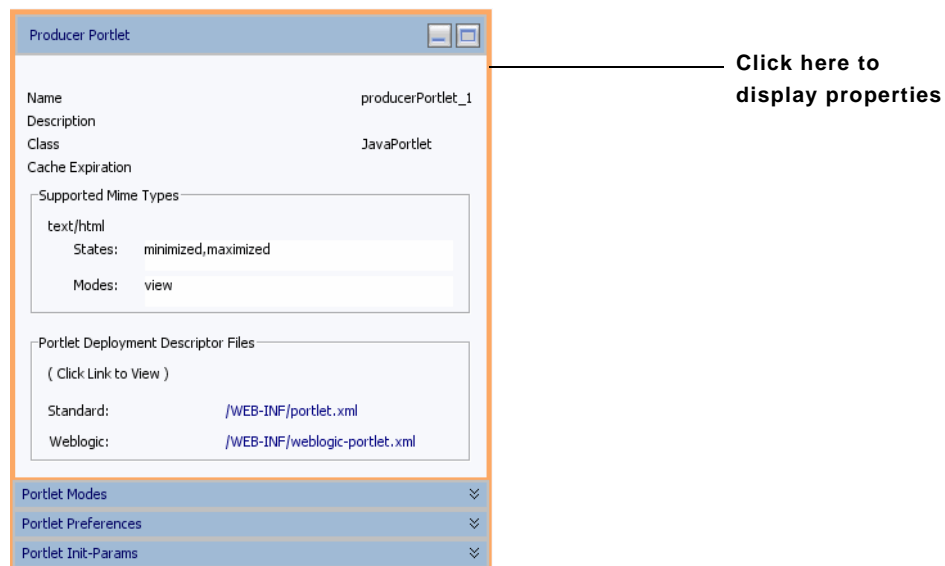 Producer Portlet
Click here to
display properties
Name producerPortlet_1
Description
Class JavaPortlet
Cache Expiration
Supported Mime Types
text/html
States: minimized,maximized
Modes: view
Portlet Deployment Descriptor Files
( Click Link to View )
Standard: /WEB-INF/portlet.xml
Weblogic: /WEB-INF/weblogic-portlet.xml
Portlet Modes
Portlet Preferences
Portlet Init-Params